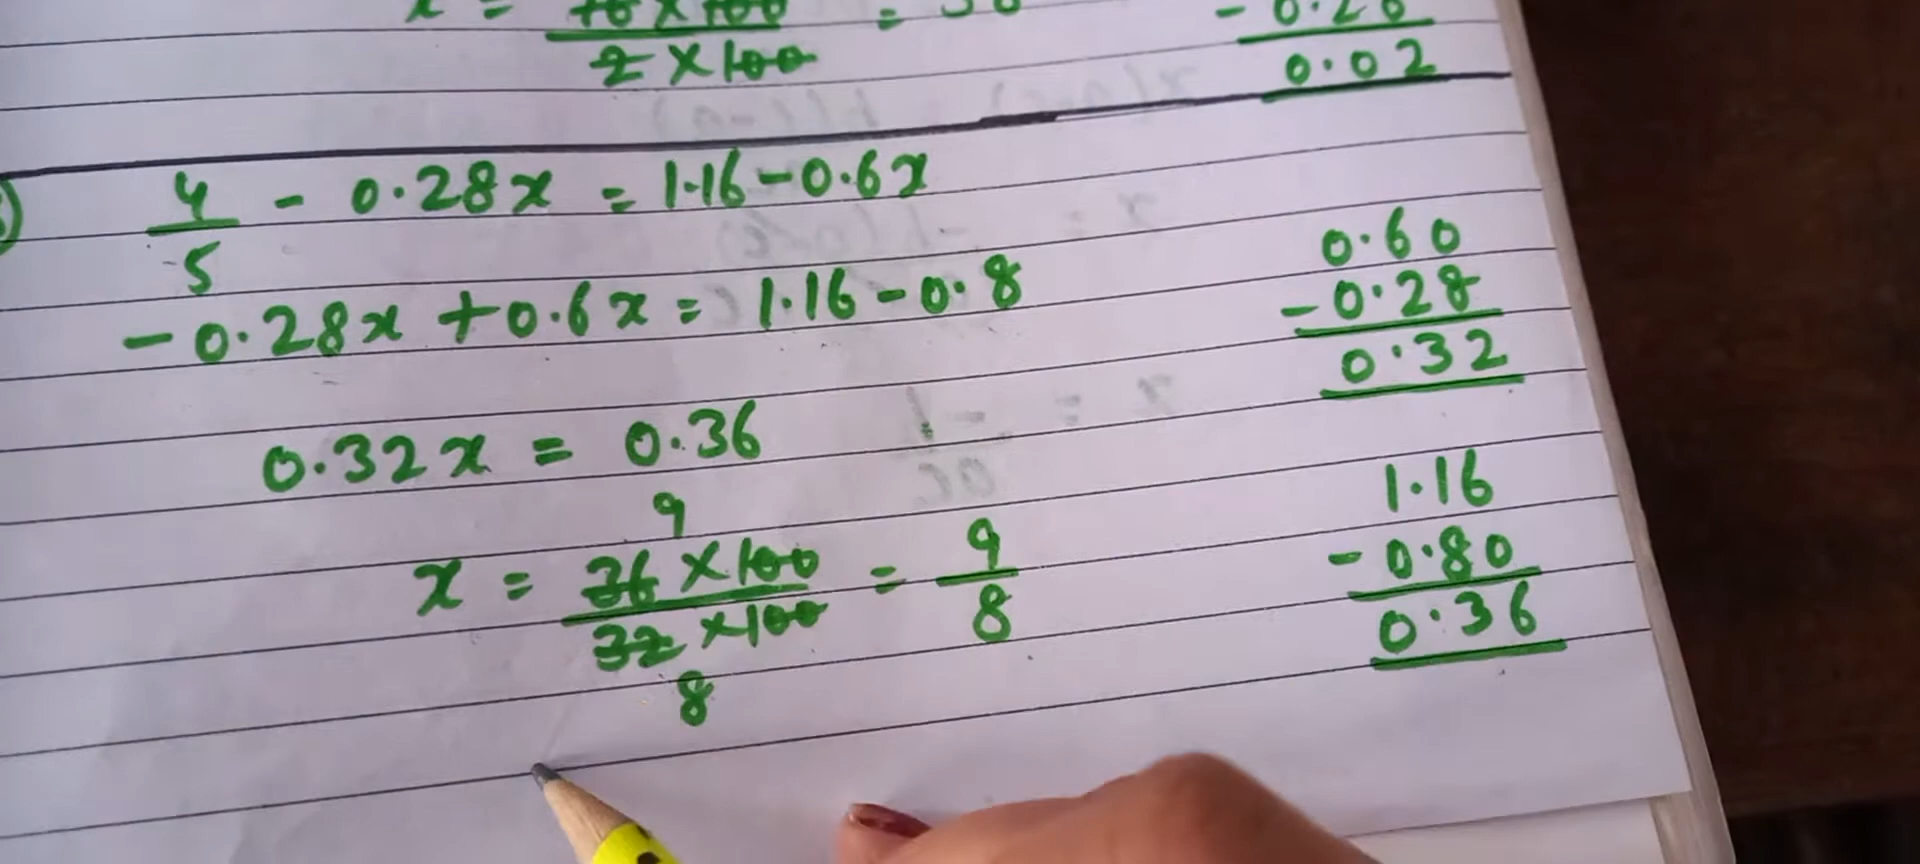 x =
2 × 100
- 0.26
0.02
4/5 - 0.28x = 1.16 - 0.6x
- 0.28x + 0.6x = 1.16 - 0.8
0.60
- 0.28
0.32
0.32x = 0.36
9
x = 36 × 100 / 32 × 100 = 9/8
8
1.16
- 0.80
0.36